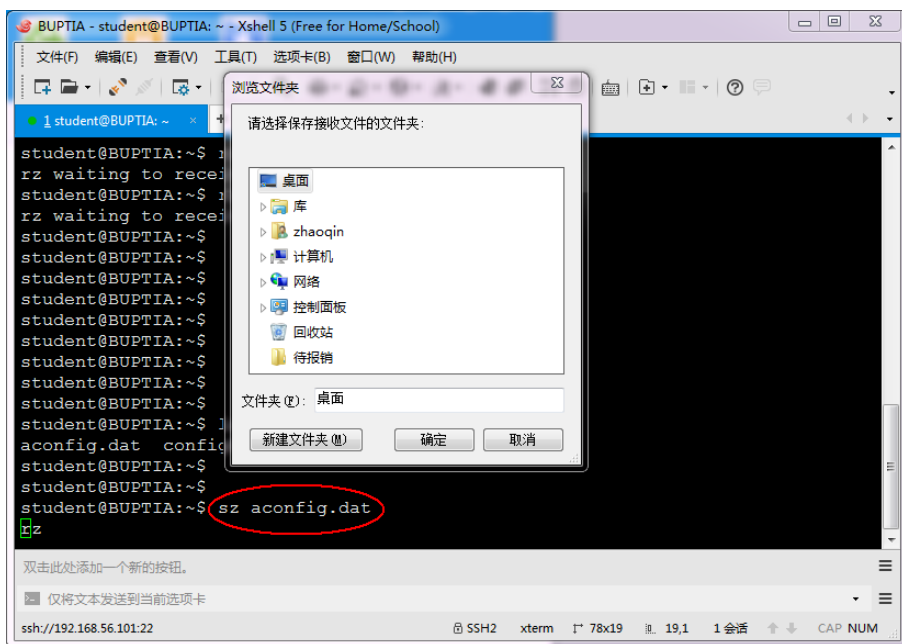 BUPTIA - student@BUPTIA: ~ - Xshell 5 (Free for Home/School)
文件(F) 编辑(E) 查看(V) 工具(T) 选项卡(B) 窗口(W) 帮助(H)
1 student@BUPTIA: ~
浏览文件夹
请选择保存接收文件的文件夹:
桌面
库
zhaoqin
计算机
网络
控制面板
回收站
待报销
文件夹(F): 桌面
新建文件夹(M) 确定 取消
student@BUPTIA:~$
rz waiting to recei
student@BUPTIA:~$
rz waiting to recei
student@BUPTIA:~$
student@BUPTIA:~$
student@BUPTIA:~$
student@BUPTIA:~$
student@BUPTIA:~$
student@BUPTIA:~$
student@BUPTIA:~$
student@BUPTIA:~$
student@BUPTIA:~$
student@BUPTIA:~$ l
aconfig.dat config
student@BUPTIA:~$
student@BUPTIA:~$
student@BUPTIA:~$ sz aconfig.dat
rz
双击此处添加一个新的按钮。
仅将文本发送到当前选项卡
ssh://192.168.56.101:22 SSH2 xterm 78x19 19,1 1 会话 CAP NUM